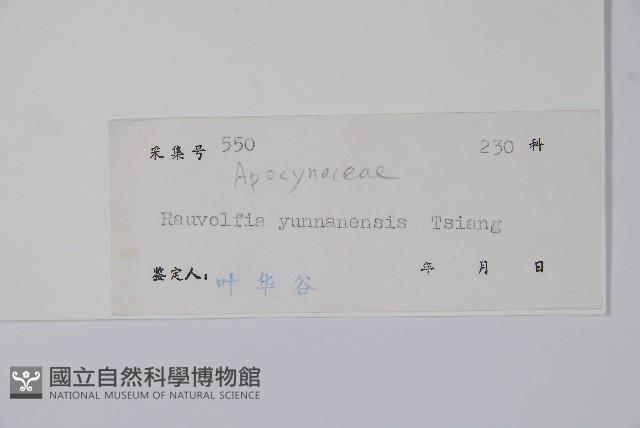 采集号 550 230 科
Apocynaceae
Rauvolfia yunnanensis Tsiang
鉴定人: 叶华谷 年 月 日
國立自然科學博物館
NATIONAL MUSEUM OF NATURAL SCIENCE